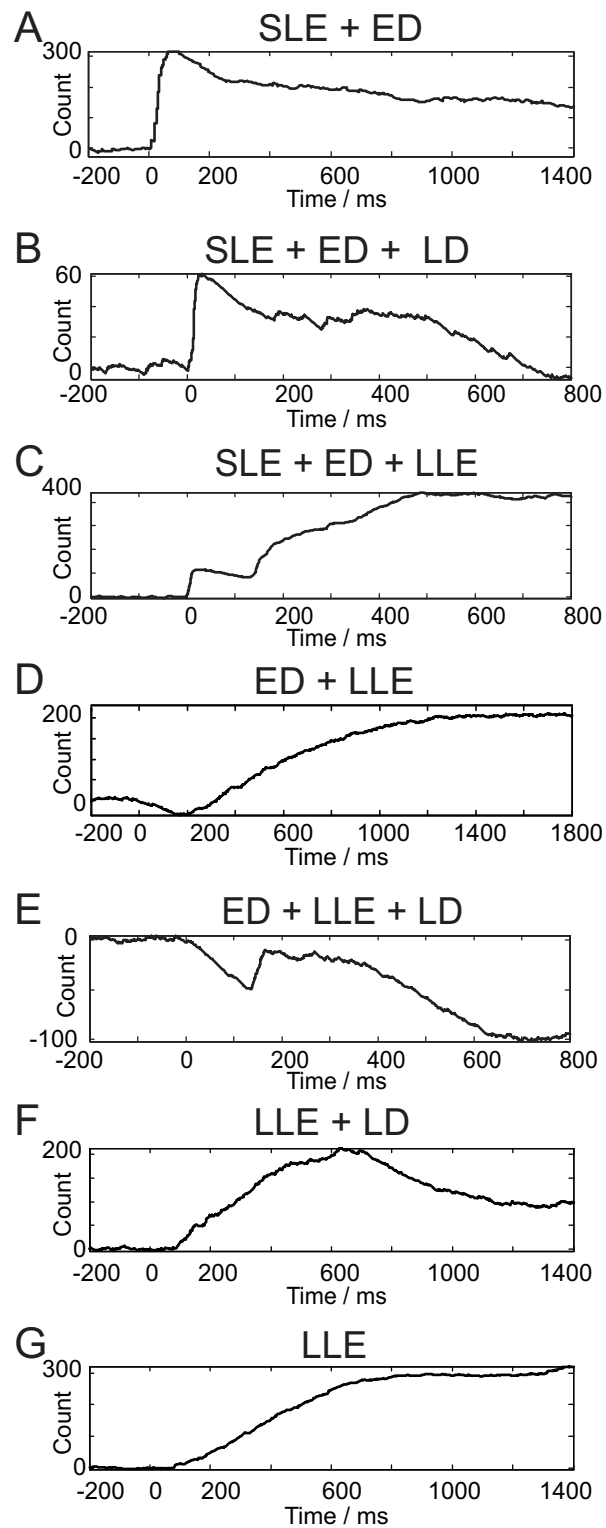 A SLE + ED
300
Count
0
-200 0 200 600 1000 1400
Time / ms
B SLE + ED + LD
60
Count
0
-200 0 200 400 600 800
Time / ms
C SLE + ED + LLE
400
Count
0
-200 0 200 400 600 800
Time / ms
D ED + LLE
200
Count
0
-200 0 200 600 1000 1400 1800
Time / ms
E ED + LLE + LD
0
Count
-100
-200 0 200 400 600 800
Time / ms
F LLE + LD
200
Count
0
-200 0 200 600 1000 1400
Time / ms
G LLE
300
Count
0
-200 0 200 600 1000 1400
Time / ms